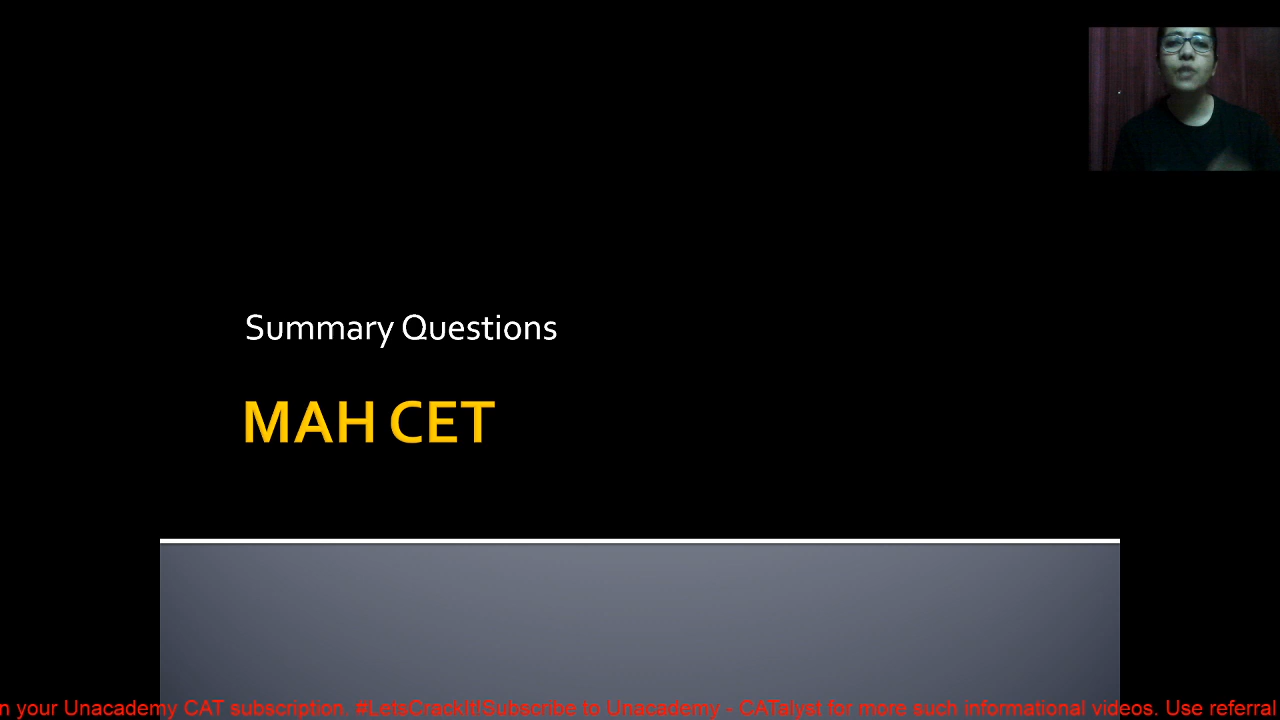 Summary Questions
MAH CET
n your Unacademy CAT subscription. #LetsCrackIt!Subscribe to Unacademy - CATalyst for more such informational videos. Use referral